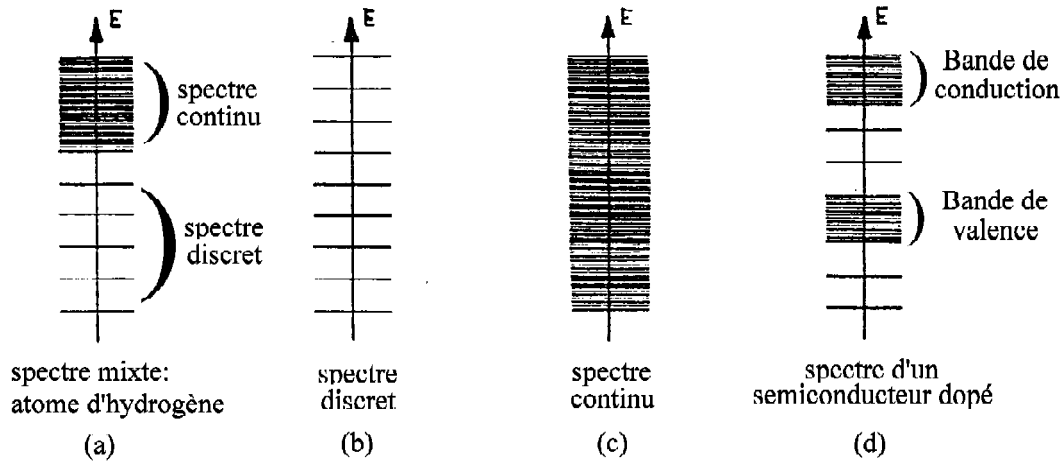 E
spectre
continu
spectre
discret
spectre mixte:
atome d'hydrogène
(a)
E
spectre
discret
(b)
E
spectre
continu
(c)
E
Bande de
conduction
Bande de
valence
spectre d'un
semiconducteur dopé
(d)